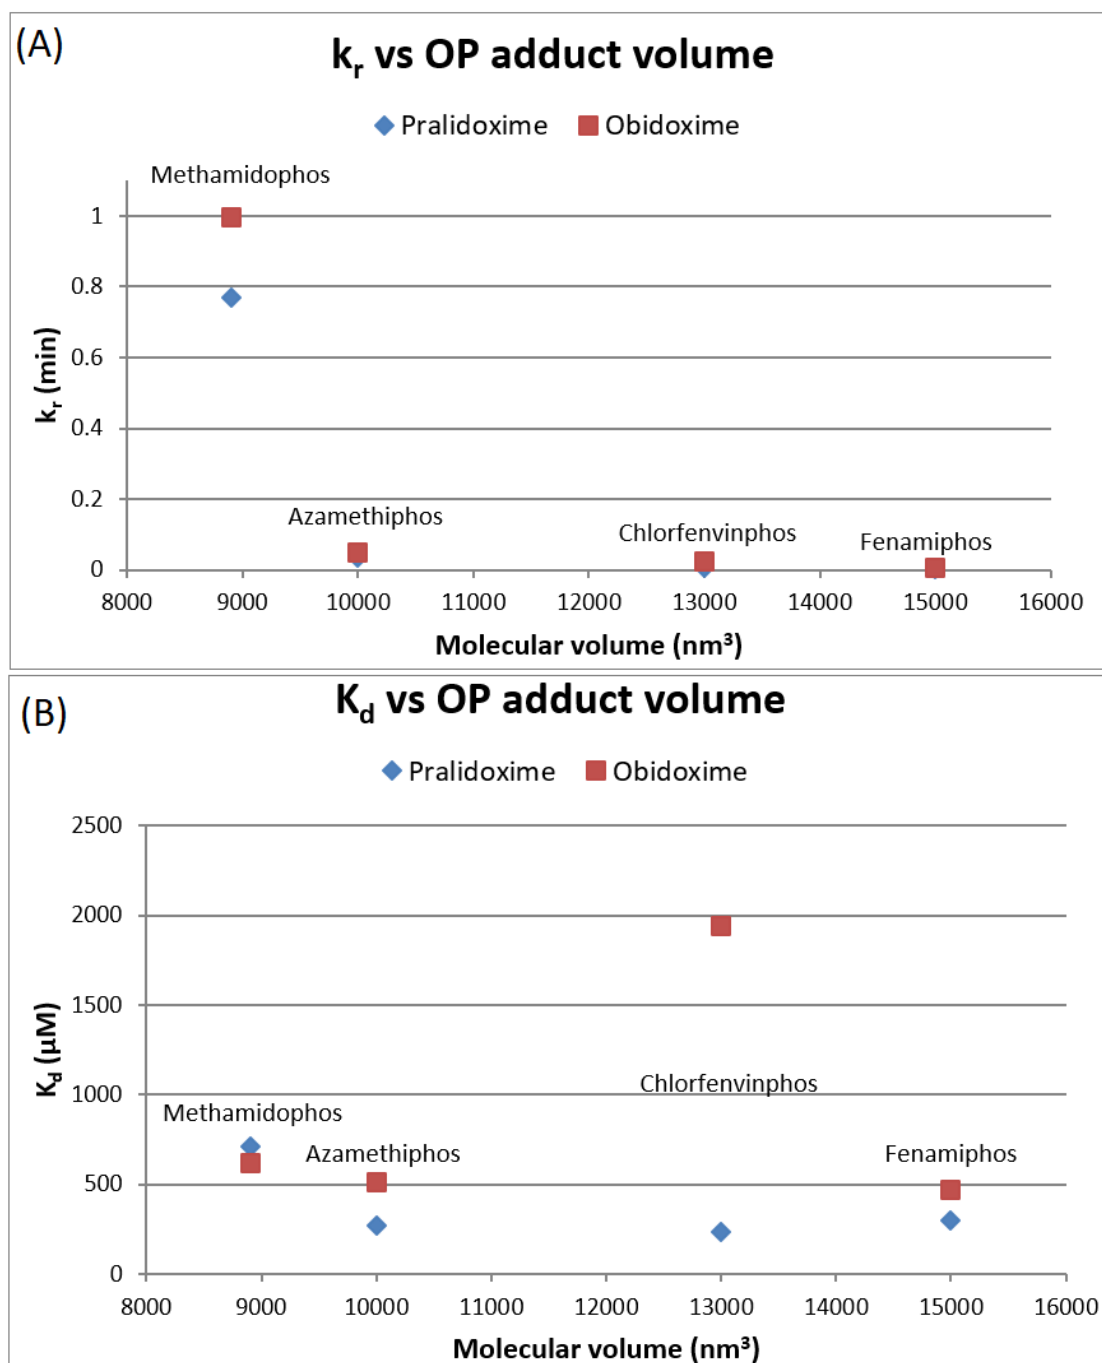 (A)
kᵣ vs OP adduct volume
Pralidoxime Obidoxime
Methamidophos
1
0.8
0.6
0.4
0.2
0
kᵣ (min)
Azamethiphos
Chlorfenvinphos
Fenamiphos
8000 9000 10000 11000 12000 13000 14000 15000 16000
Molecular volume (nm³)
(B)
K_d vs OP adduct volume
Pralidoxime Obidoxime
2500
2000
1500
1000
500
0
K_d (µM)
Chlorfenvinphos
Methamidophos
Azamethiphos
Fenamiphos
8000 9000 10000 11000 12000 13000 14000 15000 16000
Molecular volume (nm³)